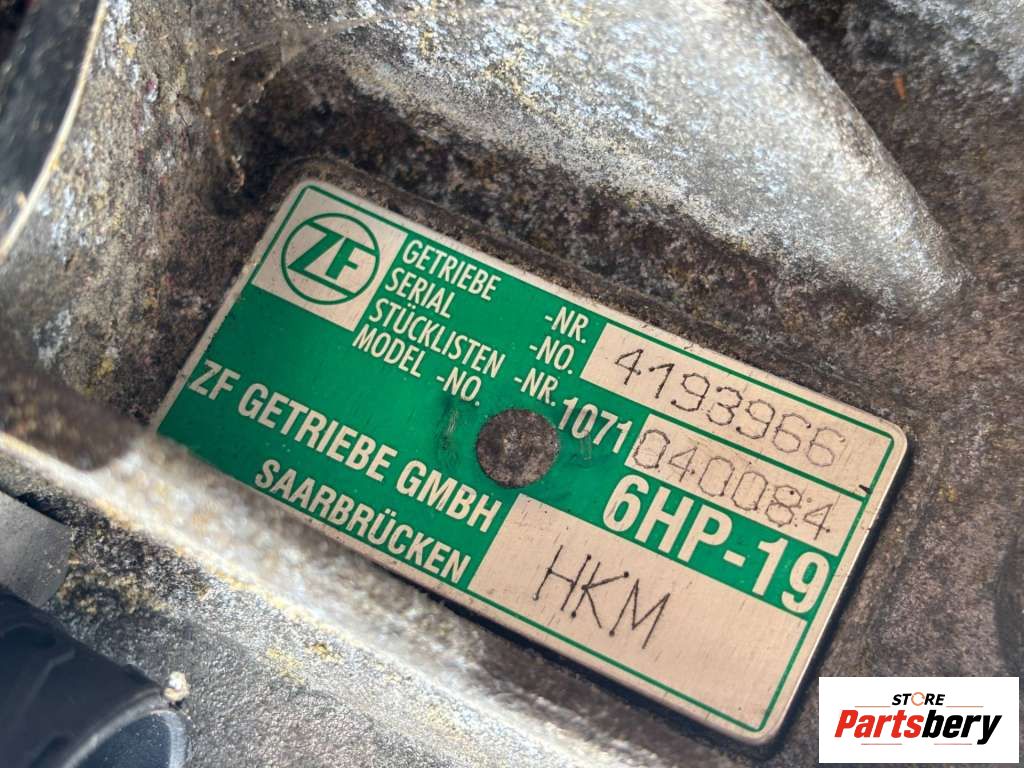 ZF
GETRIEBE -NR.
SERIAL -NO. 4193966
STÜCKLISTEN -NR.
MODEL -NO. 1071 040084
ZF GETRIEBE GMBH 6HP-19
SAARBRÜCKEN HKM
STORE
Partsbery